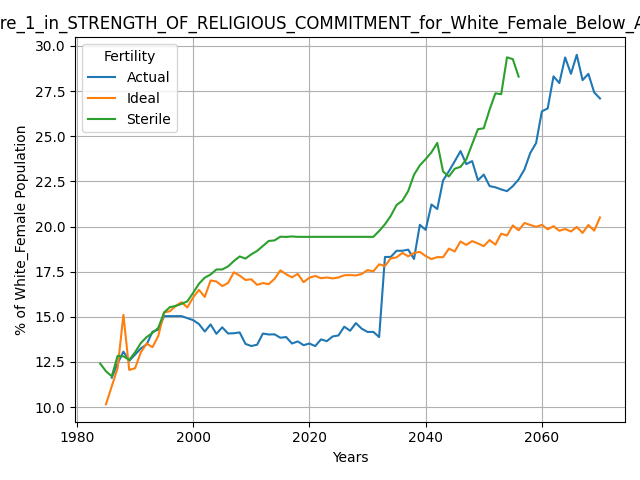 re_1_in_STRENGTH_OF_RELIGIOUS_COMMITMENT_for_White_Female_Below_A
30.0
27.5
25.0
22.5
20.0
17.5
15.0
12.5
10.0
% of White_Female Population
Fertility
Actual
Ideal
Sterile
1980
2000
2020
2040
2060
Years